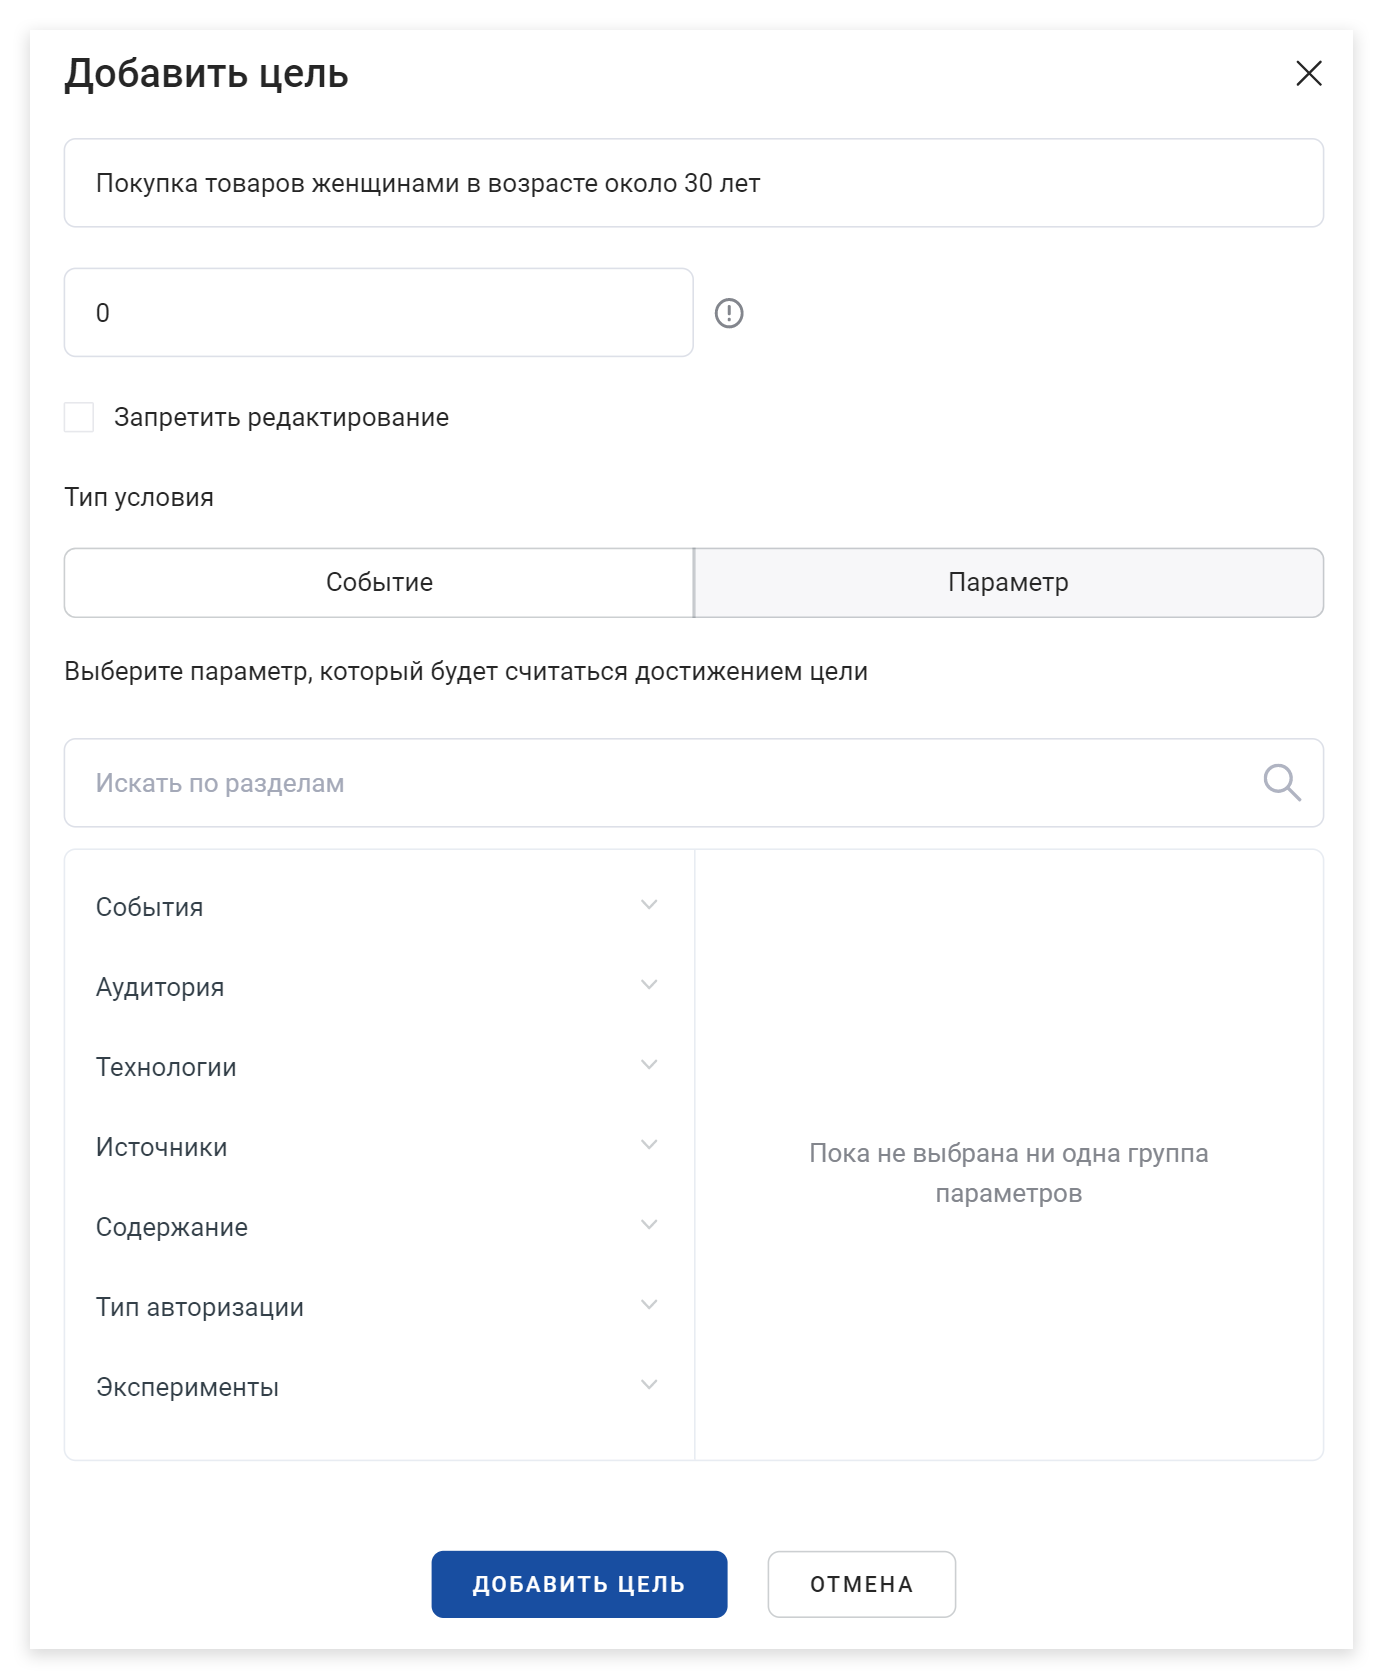 Добавить цель
Покупка товаров женщинами в возрасте около 30 лет
0
Запретить редактирование
Тип условия
Событие
Параметр
Выберите параметр, который будет считаться достижением цели
Искать по разделам
События
Аудитория
Технологии
Источники
Содержание
Тип авторизации
Эксперименты
Пока не выбрана ни одна группа
параметров
ДОБАВИТЬ ЦЕЛЬ
ОТМЕНА